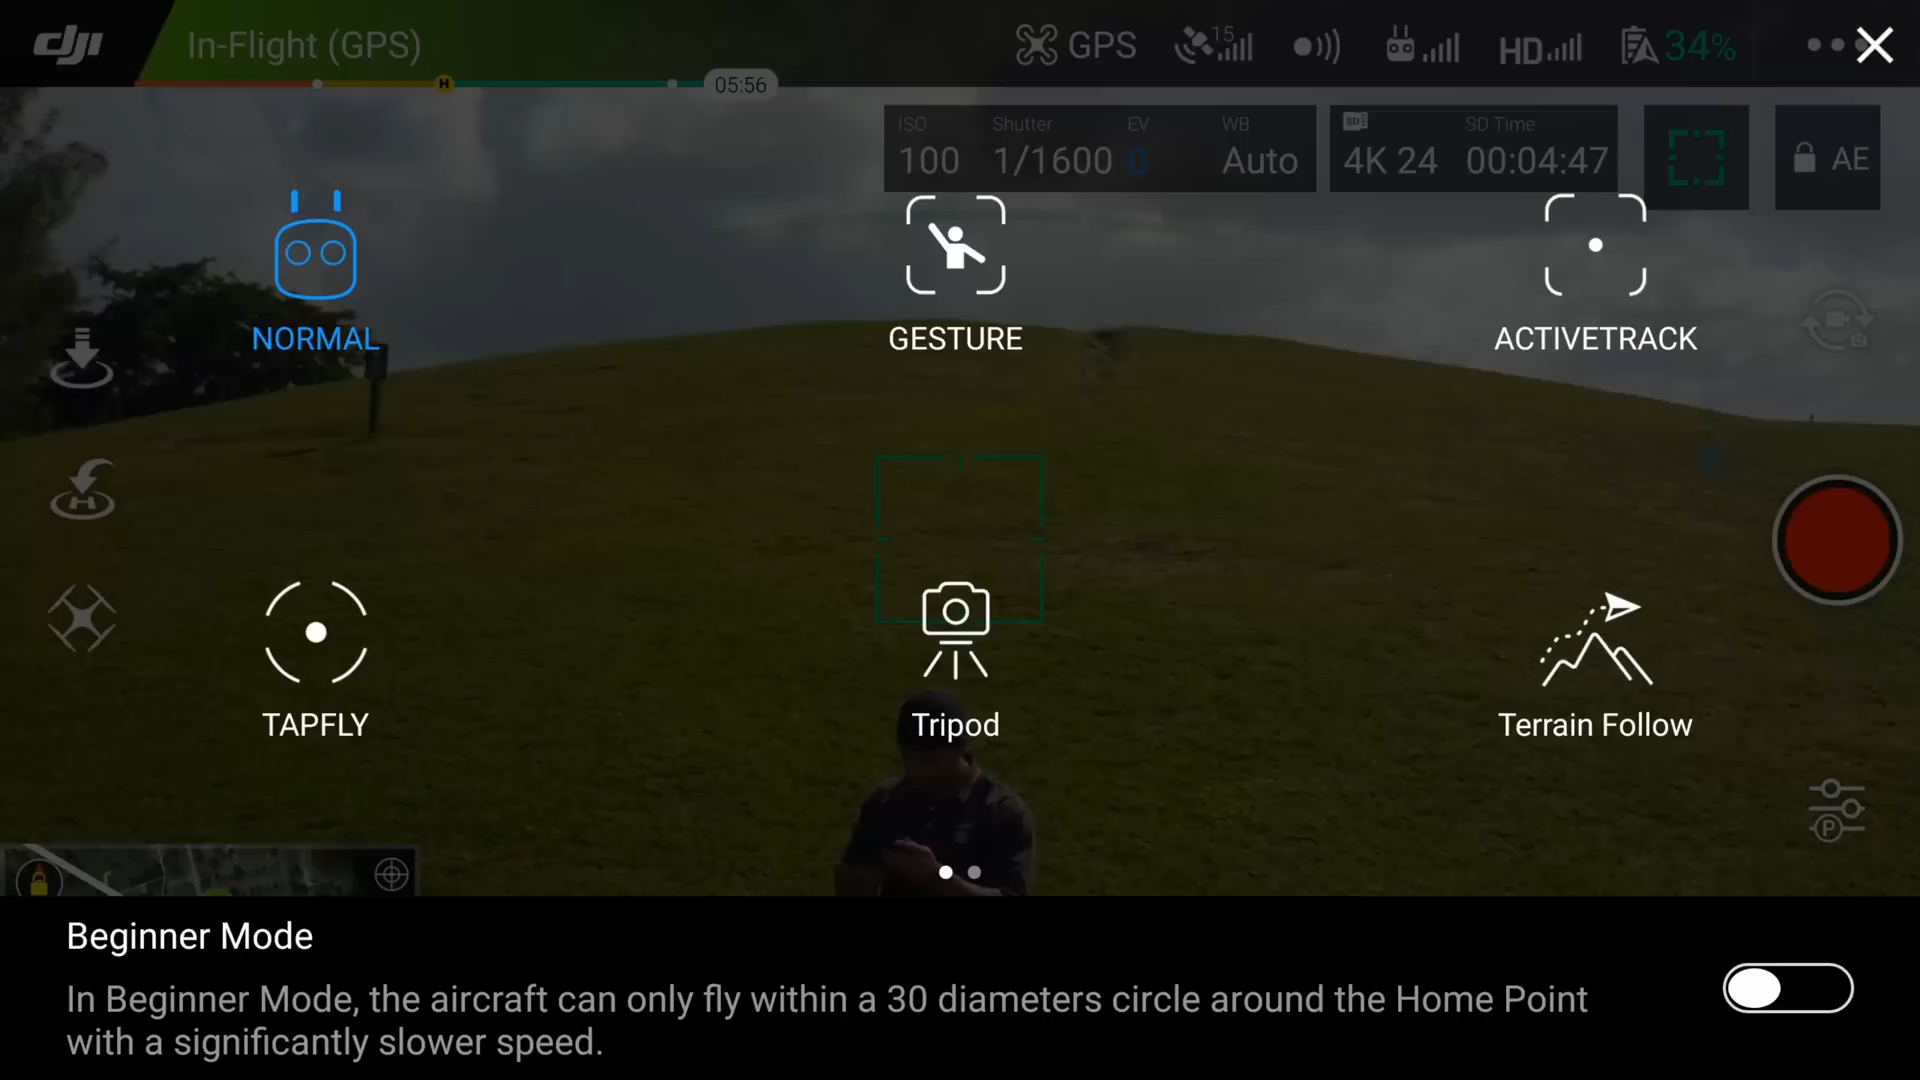 dji
In-Flight (GPS)
GPS
15
HD
34%
H
05:56
ISO
100
Shutter
1/1600
EV
0
WB
Auto
SD
4K 24
SD Time
00:04:47
AE
NORMAL
GESTURE
ACTIVETRACK
H
TAPFLY
Tripod
Terrain Follow
P
Beginner Mode
In Beginner Mode, the aircraft can only fly within a 30 diameters circle around the Home Point
with a significantly slower speed.